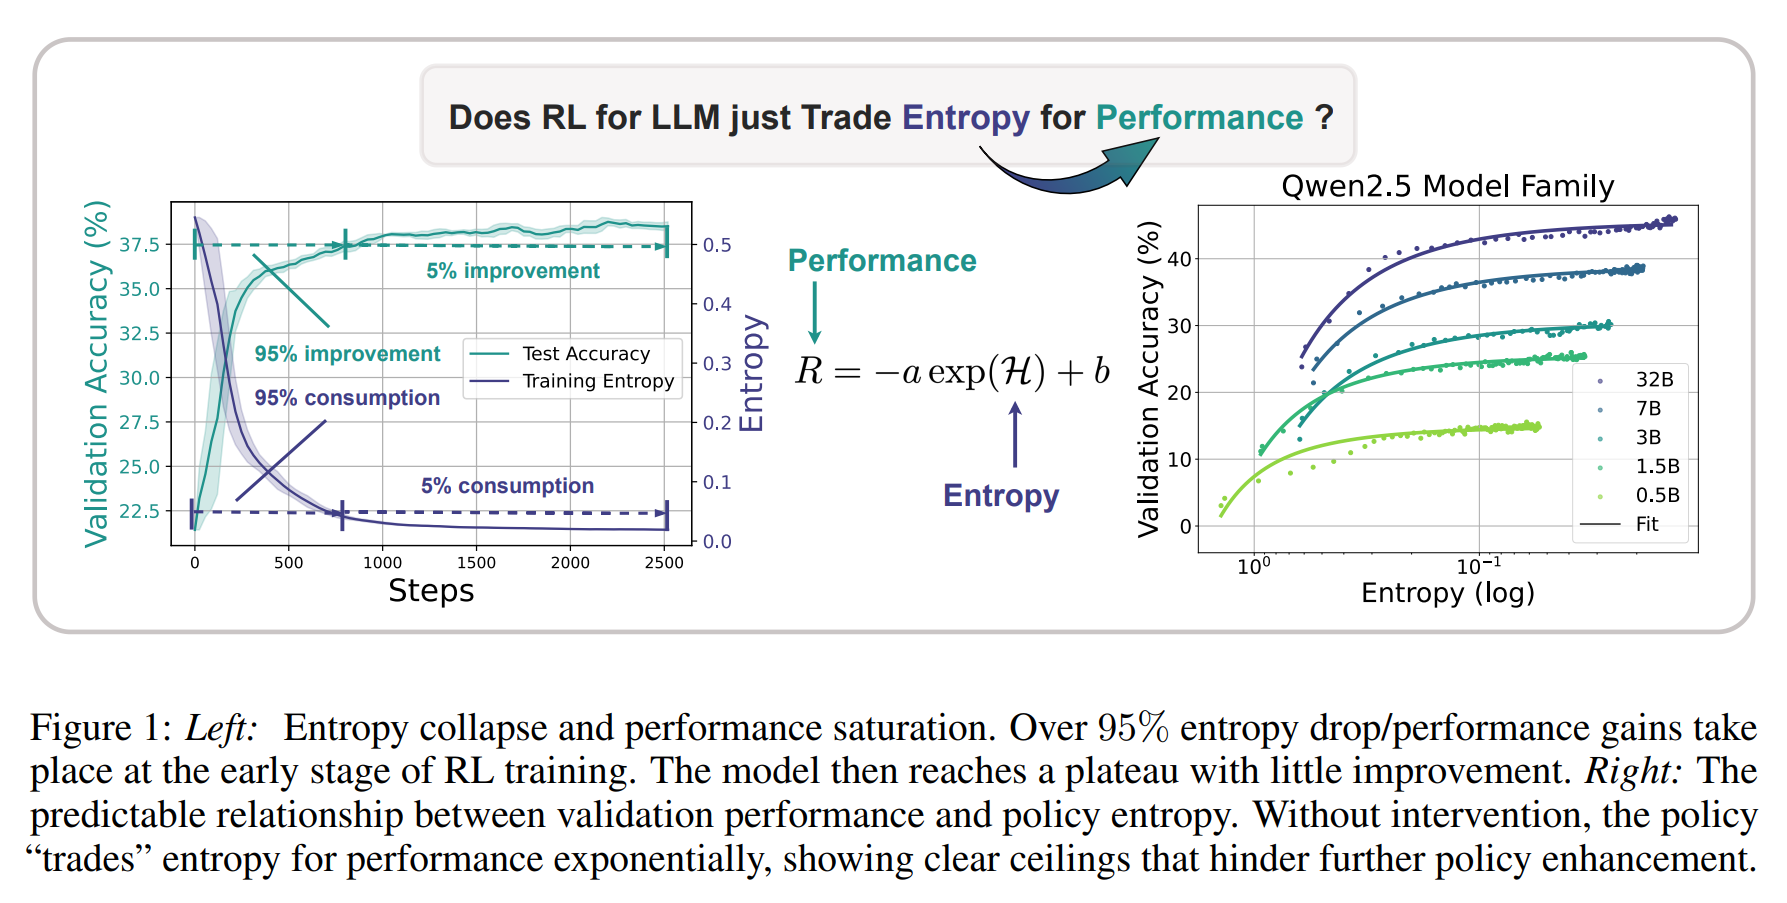 Does RL for LLM just Trade Entropy for Performance ?
Validation Accuracy (%)
37.5
35.0
32.5
30.0
27.5
25.0
22.5
5% improvement
95% improvement
95% consumption
5% consumption
Test Accuracy
Training Entropy
0.5
0.4
0.3
0.2
0.1
0.0
Entropy
0
500
1000
1500
2000
2500
Steps
Performance
R = −a exp(ℋ) + b
Entropy
Qwen2.5 Model Family
Validation Accuracy (%)
40
30
20
10
0
32B
7B
3B
1.5B
0.5B
Fit
10⁰
10⁻¹
Entropy (log)
Figure 1: Left: Entropy collapse and performance saturation. Over 95% entropy drop/performance gains take
place at the early stage of RL training. The model then reaches a plateau with little improvement. Right: The
predictable relationship between validation performance and policy entropy. Without intervention, the policy
“trades” entropy for performance exponentially, showing clear ceilings that hinder further policy enhancement.